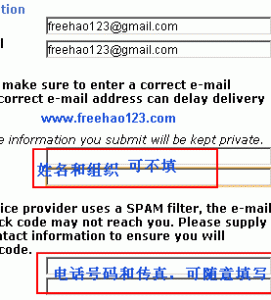 tion
freehao123@gmail.com
l
freehao123@gmail.com
make sure to enter a correct e-mail
correct e-mail address can delay delivery
www.freehao123.com
e information you submit will be kept private.
姓名和组织 可不填
ice provider uses a SPAM filter, the e-mail
ck code may not reach you. Please supply
ntact information to ensure you will
code.
电话号码和传真，可随意填写